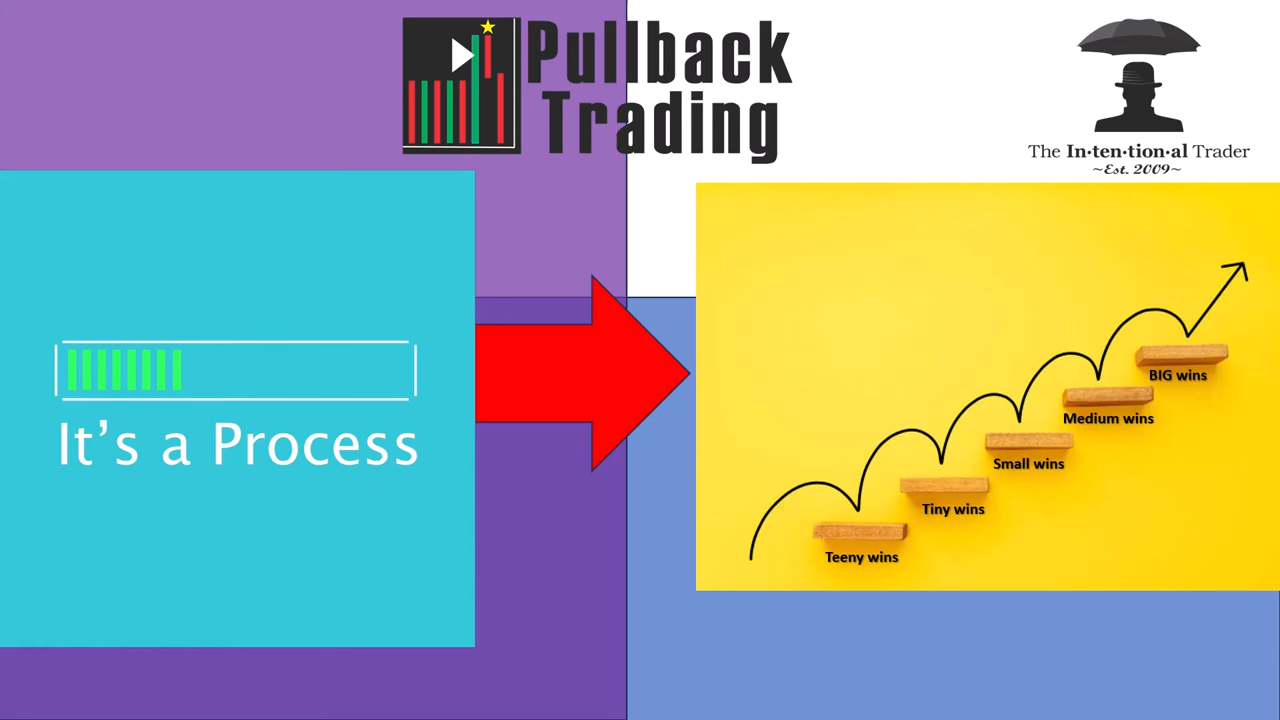 Pullback
Trading
The In·ten·tion·al Trader
~Est. 2009~
It's a Process
BIG wins
Medium wins
Small wins
Tiny wins
Teeny wins